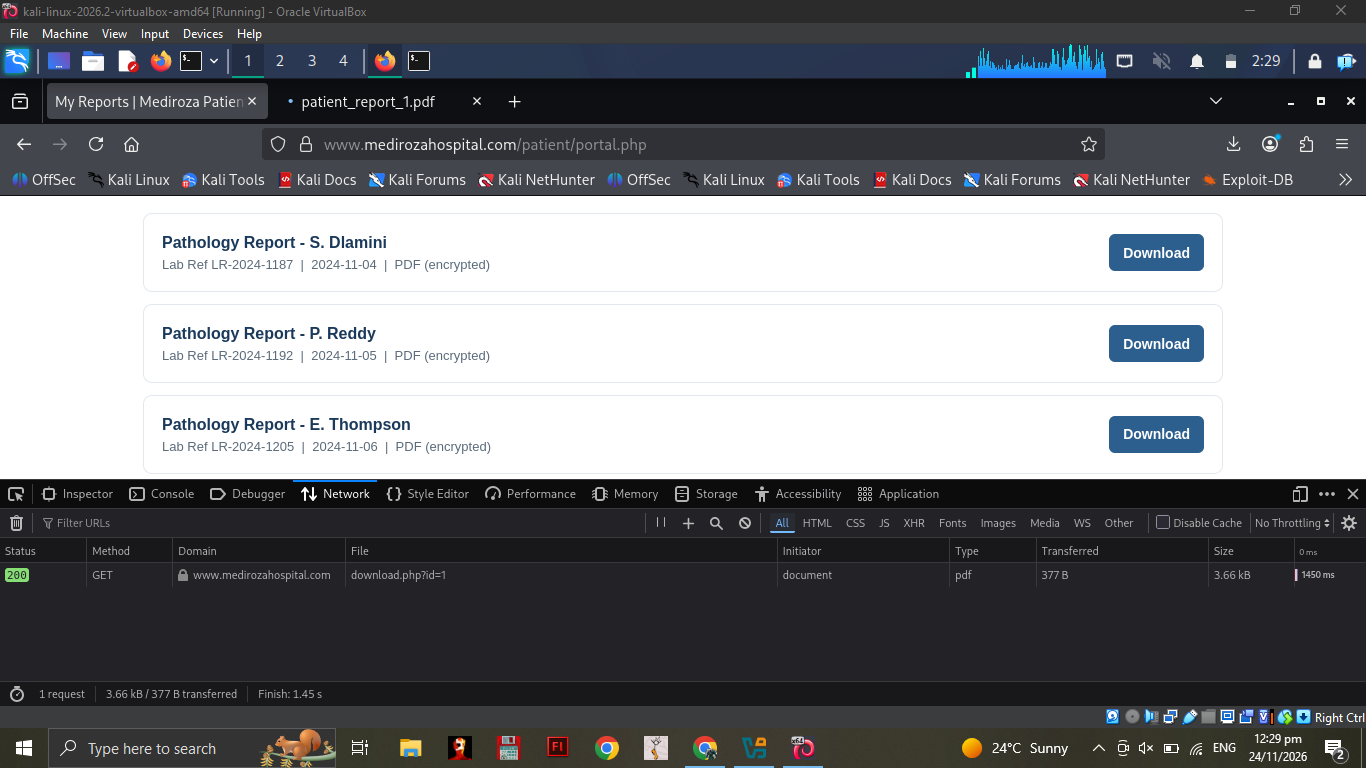 kali-linux-2026.2-virtualbox-amd64 [Running] - Oracle VirtualBox
File Machine View Input Devices Help
1 2 3 4 2:29
My Reports | Mediroza Patien patient_report_1.pdf
www.medirozahospital.com/patient/portal.php
OffSec Kali Linux Kali Tools Kali Docs Kali Forums Kali NetHunter OffSec Kali Linux Kali Tools Kali Docs Kali Forums Kali NetHunter Exploit-DB
Pathology Report - S. Dlamini
Lab Ref LR-2024-1187 | 2024-11-04 | PDF (encrypted)
Download
Pathology Report - P. Reddy
Lab Ref LR-2024-1192 | 2024-11-05 | PDF (encrypted)
Download
Pathology Report - E. Thompson
Lab Ref LR-2024-1205 | 2024-11-06 | PDF (encrypted)
Download
Inspector Console Debugger Network Style Editor Performance Memory Storage Accessibility Application
Filter URLs All HTML CSS JS XHR Fonts Images Media WS Other Disable Cache No Throttling
Status Method Domain File Initiator Type Transferred Size 0 ms
200 GET www.medirozahospital.com download.php?id=1 document pdf 377 B 3.66 kB 1450 ms
1 request 3.66 kB / 377 B transferred Finish: 1.45 s
Right Ctrl
Type here to search 24°C Sunny ENG 12:29 pm
24/11/2026 2